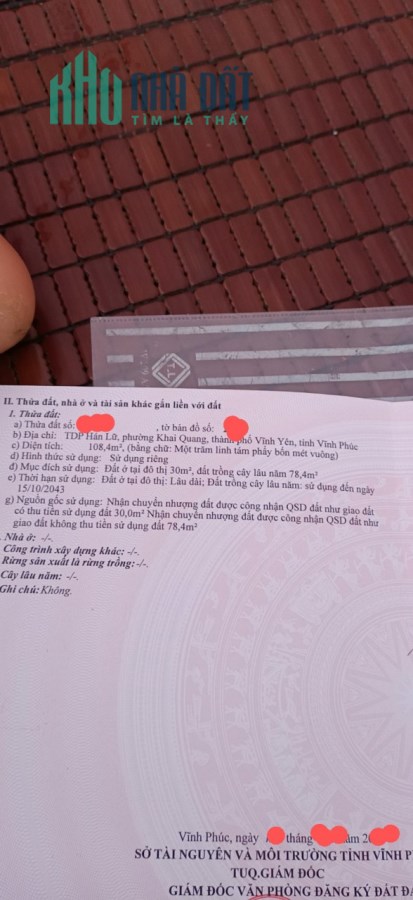 KHO NHÀ ĐẤT
TÌM LÀ THẤY
II. Thửa đất, nhà ở và tài sản khác gắn liền với đất
1. Thửa đất:
a) Thửa đất số: , tờ bản đồ số:
b) Địa chỉ: TDP Hán Lữ, phường Khai Quang, thành phố Vĩnh Yên, tỉnh Vĩnh Phúc
c) Diện tích: 108,4m², (bằng chữ: Một trăm linh tám phẩy bốn mét vuông)
d) Hình thức sử dụng: Sử dụng riêng
đ) Mục đích sử dụng: Đất ở tại đô thị 30m², đất trồng cây lâu năm 78,4m²
e) Thời hạn sử dụng: Đất ở tại đô thị: Lâu dài; Đất trồng cây lâu năm: sử dụng đến ngày
15/10/2043
g) Nguồn gốc sử dụng: Nhận chuyển nhượng đất được công nhận QSD đất như giao đất
có thu tiền sử dụng đất 30,0m² Nhận chuyển nhượng đất được công nhận QSD đất như
giao đất không thu tiền sử dụng đất 78,4m²
. Nhà ở: -/-.
Công trình xây dựng khác: -/-.
Rừng sản xuất là rừng trồng: -/-.
Cây lâu năm: -/-.
Ghi chú: Không.
Vĩnh Phúc, ngày tháng năm 2
SỞ TÀI NGUYÊN VÀ MÔI TRƯỜNG TỈNH VĨNH P
TUQ.GIÁM ĐỐC
GIÁM ĐỐC VĂN PHÒNG ĐĂNG KÝ ĐẤT ĐA